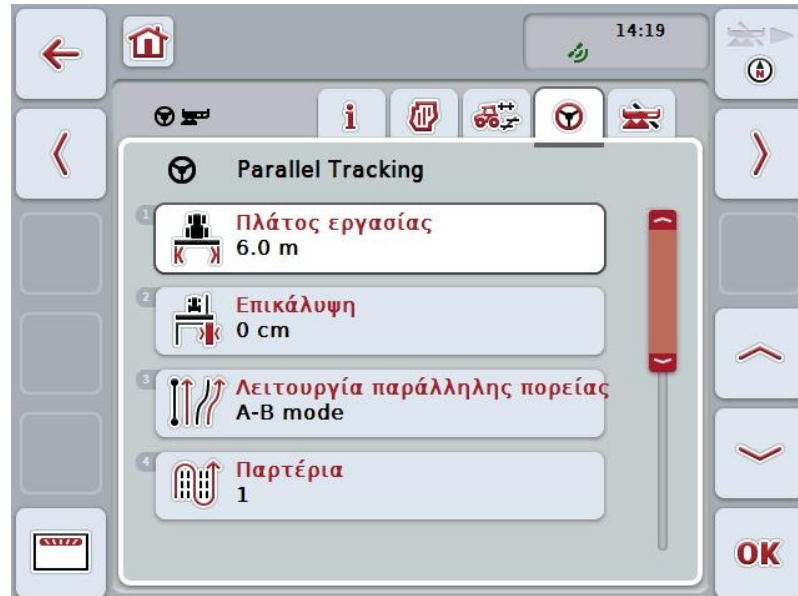 14:19
N
i
Parallel Tracking
1
Πλάτος εργασίας
6.0 m
2
Επικάλυψη
0 cm
3
Λειτουργία παράλληλης πορείας
A-B mode
4
Παρτέρια
1
OK